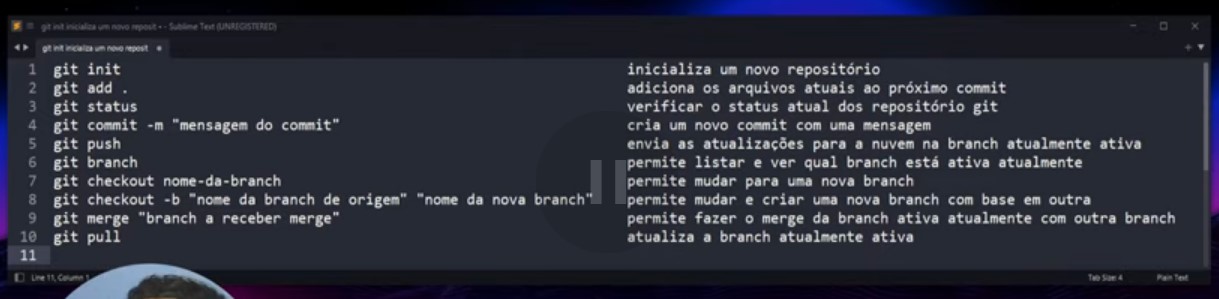 git init inicializa um novo reposit • - Sublime Text (UNREGISTERED)
git init inicializa um novo reposit
1 git init inicializa um novo repositório
2 git add . adiciona os arquivos atuais ao próximo commit
3 git status verificar o status atual dos repositório git
4 git commit -m "mensagem do commit" cria um novo commit com uma mensagem
5 git push envia as atualizações para a nuvem na branch atualmente ativa
6 git branch permite listar e ver qual branch está ativa atualmente
7 git checkout nome-da-branch permite mudar para uma nova branch
8 git checkout -b "nome da branch de origem" "nome da nova branch" permite mudar e criar uma nova branch com base em outra
9 git merge "branch a receber merge" permite fazer o merge da branch ativa atualmente com outra branch
10 git pull atualiza a branch atualmente ativa
11
Line 11, Column 1 Tab Size: 4 Plain Text